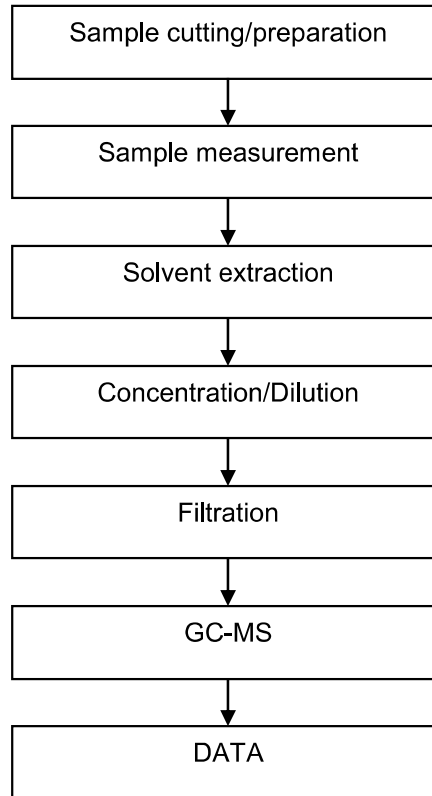 Sample cutting/preparation
Sample measurement
Solvent extraction
Concentration/Dilution
Filtration
GC-MS
DATA